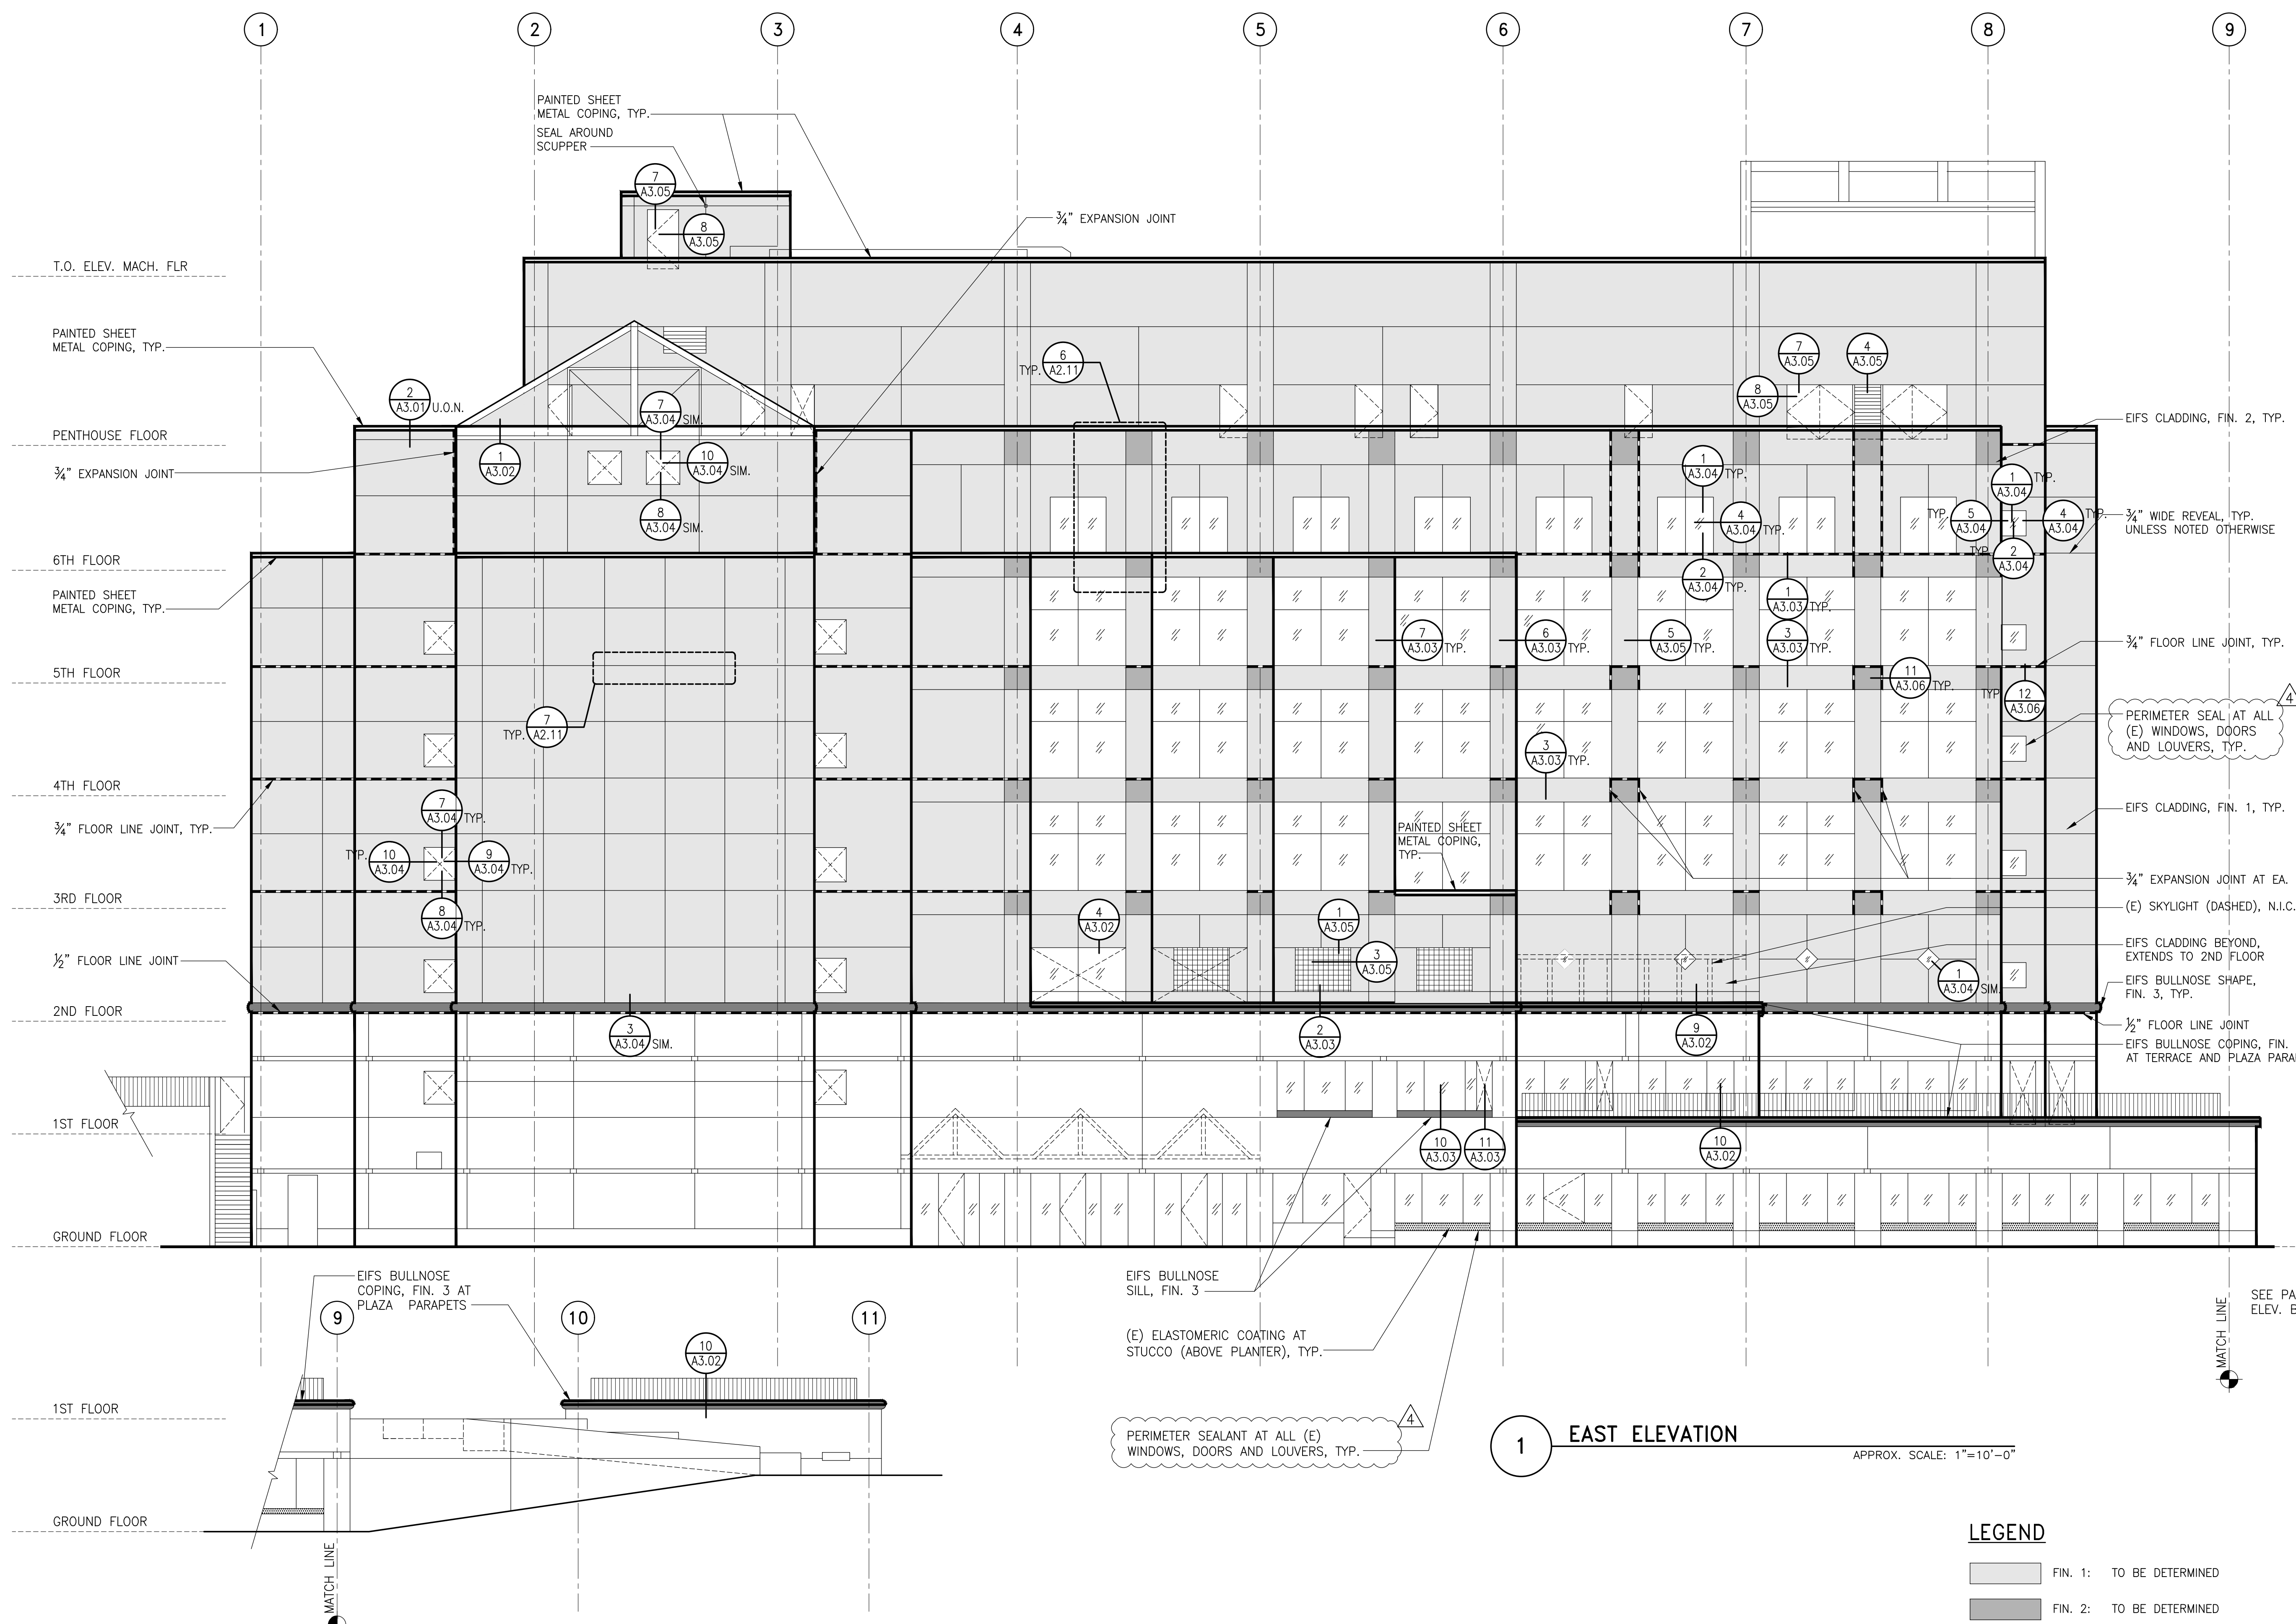 1
2
3
4
5
6
7
8
9
PAINTED SHEET
METAL COPING, TYP.
SEAL AROUND
SCUPPER
7
A3.05
8
A3.05
¾" EXPANSION JOINT
T.O. ELEV. MACH. FLR
PAINTED SHEET
METAL COPING, TYP.
2
A3.01 U.O.N.
PENTHOUSE FLOOR
¾" EXPANSION JOINT
1
A3.02
7
A3.04 SIM.
10
A3.04 SIM.
8
A3.04 SIM.
6
TYP. A2.11
7
A3.05
4
A3.05
8
A3.05
EIFS CLADDING, FIN. 2, TYP.
1
A3.04 TYP.
4
A3.04 TYP.
2
A3.04 TYP.
1
A3.04 TYP.
5
TYP. A3.04
4
A3.04 TYP.
2
TYP. A3.04
¾" WIDE REVEAL, TYP.
UNLESS NOTED OTHERWISE
6TH FLOOR
PAINTED SHEET
METAL COPING, TYP.
1
A3.03 TYP.
7
A3.03 TYP.
6
A3.03 TYP.
5
A3.05 TYP.
3
A3.03 TYP.
¾" FLOOR LINE JOINT, TYP.
5TH FLOOR
11
A3.06 TYP.
12
TYP. A3.06
7
TYP. A2.11
4
PERIMETER SEAL AT ALL
(E) WINDOWS, DOORS
AND LOUVERS, TYP.
3
A3.03 TYP.
4TH FLOOR
¾" FLOOR LINE JOINT, TYP.
7
A3.04 TYP.
10
TYP. A3.04
9
A3.04 TYP.
8
A3.04 TYP.
EIFS CLADDING, FIN. 1, TYP.
PAINTED SHEET
METAL COPING,
TYP.
¾" EXPANSION JOINT AT EA.
3RD FLOOR
(E) SKYLIGHT (DASHED), N.I.C.
4
A3.02
1
A3.05
3
A3.05
EIFS CLADDING BEYOND,
EXTENDS TO 2ND FLOOR
½" FLOOR LINE JOINT
1
A3.04 SIM.
EIFS BULLNOSE SHAPE,
FIN. 3, TYP.
2ND FLOOR
3
A3.04 SIM.
2
A3.03
9
A3.02
½" FLOOR LINE JOINT
EIFS BULLNOSE COPING, FIN.
AT TERRACE AND PLAZA PARA
1ST FLOOR
10
A3.03
11
A3.03
10
A3.02
GROUND FLOOR
EIFS BULLNOSE
COPING, FIN. 3 AT
PLAZA PARAPETS
9
10
11
10
A3.02
1ST FLOOR
GROUND FLOOR
MATCH LINE
EIFS BULLNOSE
SILL, FIN. 3
(E) ELASTOMERIC COATING AT
STUCCO (ABOVE PLANTER), TYP.
4
PERIMETER SEALANT AT ALL (E)
WINDOWS, DOORS AND LOUVERS, TYP.
SEE PA
ELEV. B
MATCH LINE
1
EAST ELEVATION
APPROX. SCALE: 1"=10'-0"
LEGEND
FIN. 1: TO BE DETERMINED
FIN. 2: TO BE DETERMINED